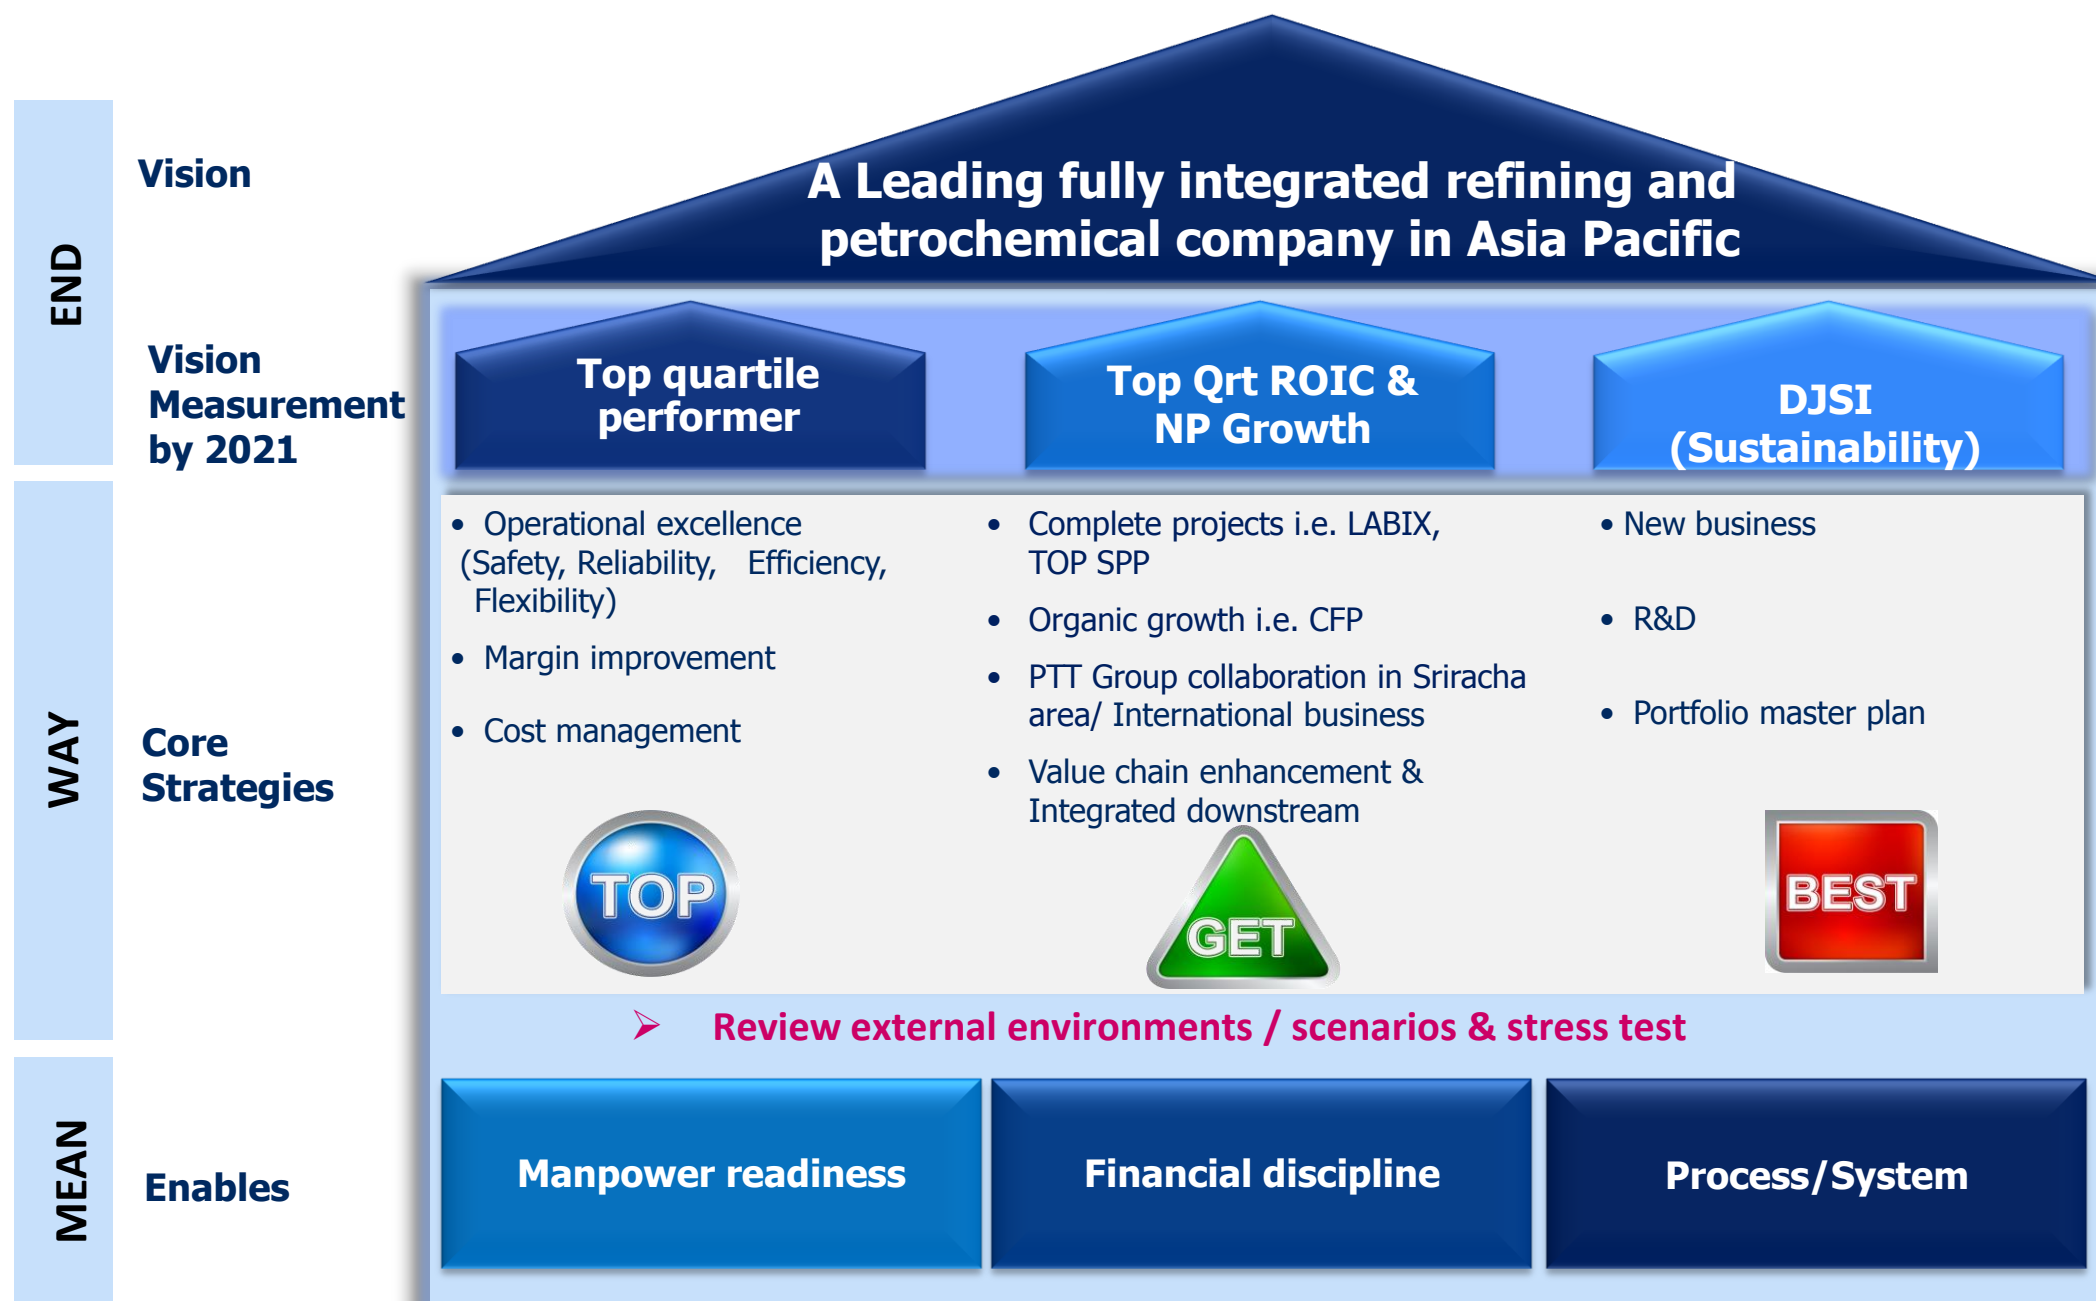 A Leading fully integrated refining and
petrochemical company in Asia Pacific
END
Vision
Vision
Measurement
by 2021
Top quartile
performer
Top Qrt ROIC &
NP Growth
DJSI
(Sustainability)
WAY
Core
Strategies
• Operational excellence
(Safety, Reliability, Efficiency,
Flexibility)
• Margin improvement
• Cost management
TOP
• Complete projects i.e. LABIX,
TOP SPP
• Organic growth i.e. CFP
• PTT Group collaboration in Sriracha
area/ International business
• Value chain enhancement &
Integrated downstream
GET
• New business
• R&D
• Portfolio master plan
BEST
➢ Review external environments / scenarios & stress test
MEAN
Enables
Manpower readiness
Financial discipline
Process/System